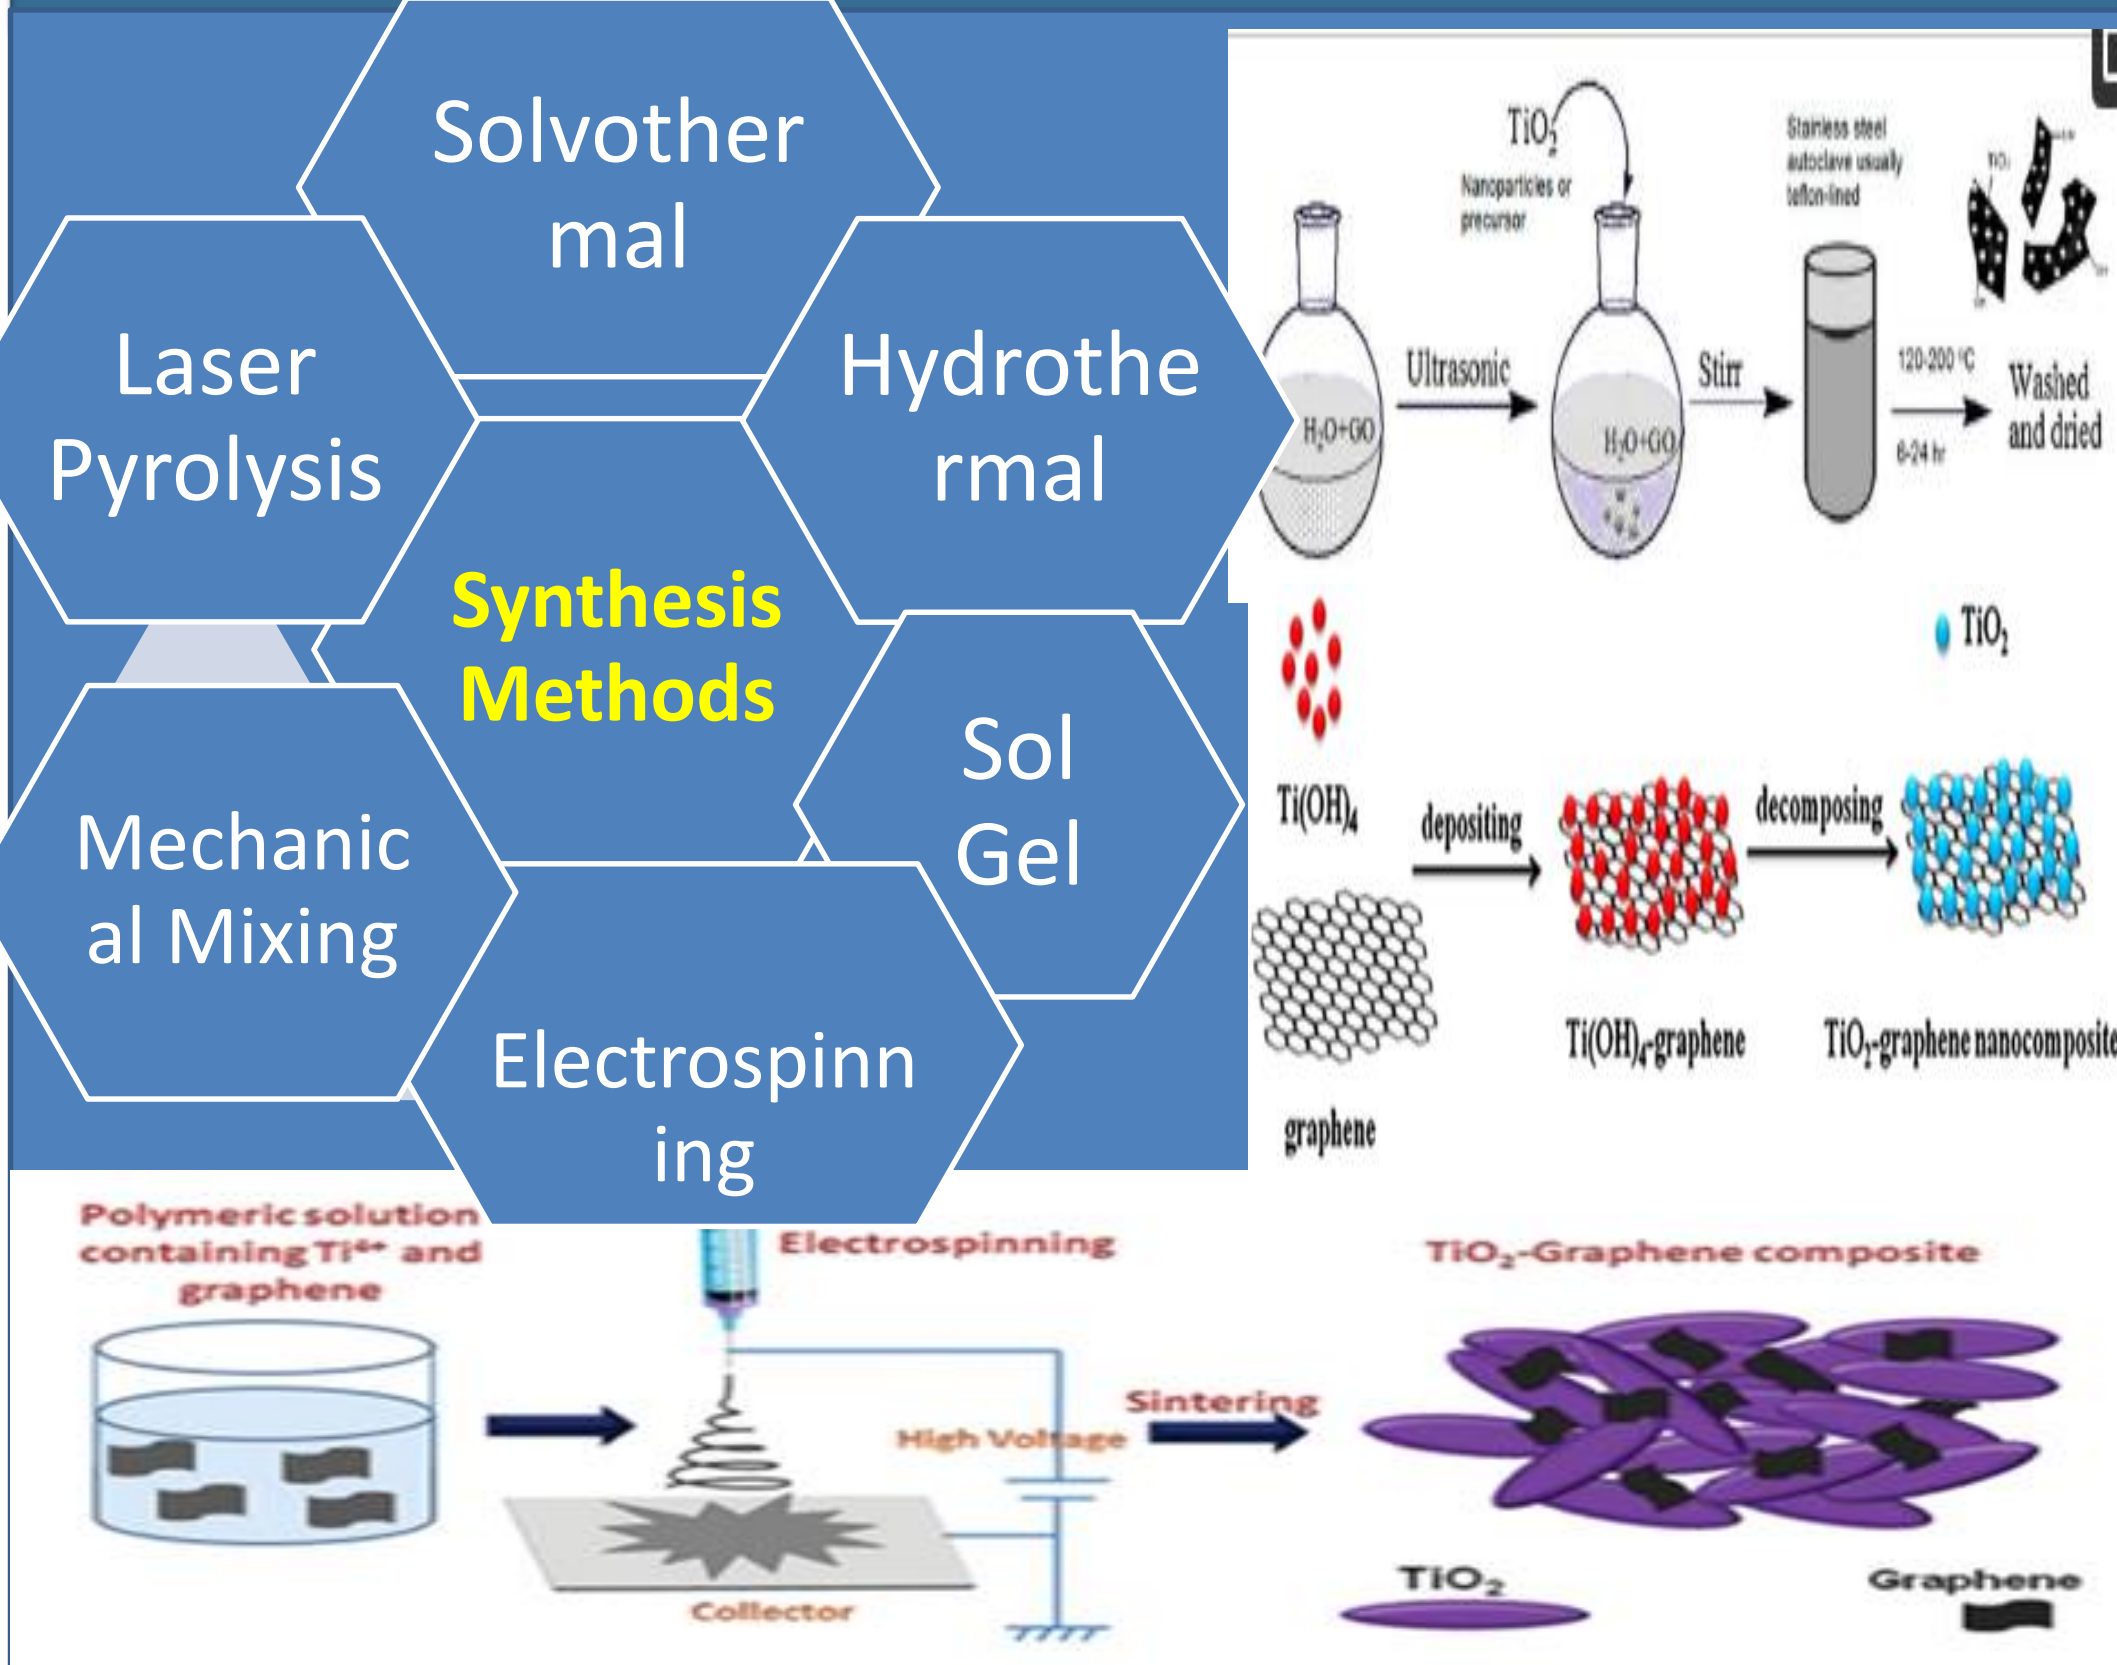 Solvother
mal
Laser
Pyrolysis
Hydrothe
rmal
Synthesis
Methods
Sol
Gel
Mechanic
al Mixing
Electrospinn
ing
TiO₂
Nanoparticles or
precursor
Stainless steel
autoclave usually
teflon-lined
TiO₂
Ultrasonic
Stirr
120-200 °C
6-24 hr
Washed
and dried
H₂O+GO
H₂O+GO
TiO₂
Ti(OH)₄
depositing
decomposing
Ti(OH)₄-graphene
TiO₂-graphene nanocomposite
graphene
Polymeric solution
containing Ti⁴⁺ and
graphene
Electrospinning
High Voltage
Collector
Sintering
TiO₂-Graphene composite
TiO₂
Graphene